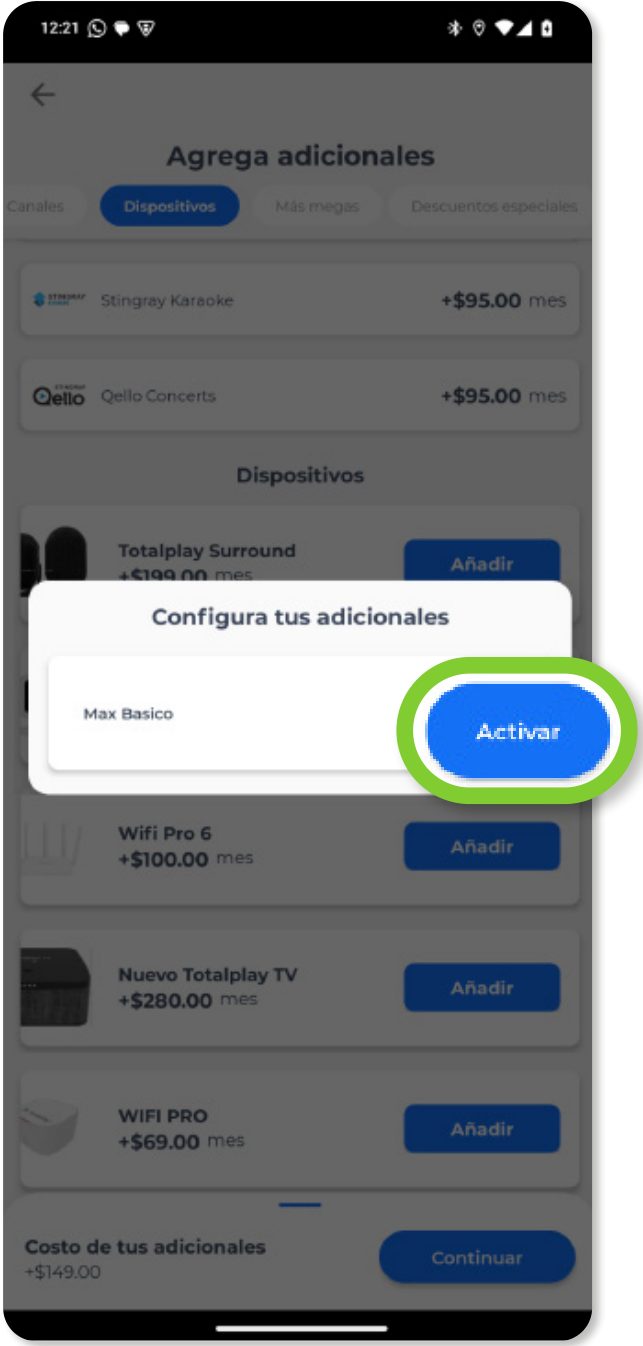 12:21
Agrega adicionales
Canales Dispositivos Más megas Descuentos especiales
STINGRAY Stingray Karaoke +$95.00 mes
STINGRAY
Qello Qello Concerts +$95.00 mes
Dispositivos
Totalplay Surround
+$199.00 mes
Añadir
Configura tus adicionales
Max Basico
Activar
Wifi Pro 6
+$100.00 mes
Añadir
Nuevo Totalplay TV
+$280.00 mes
Añadir
WIFI PRO
+$69.00 mes
Añadir
Costo de tus adicionales
+$149.00
Continuar